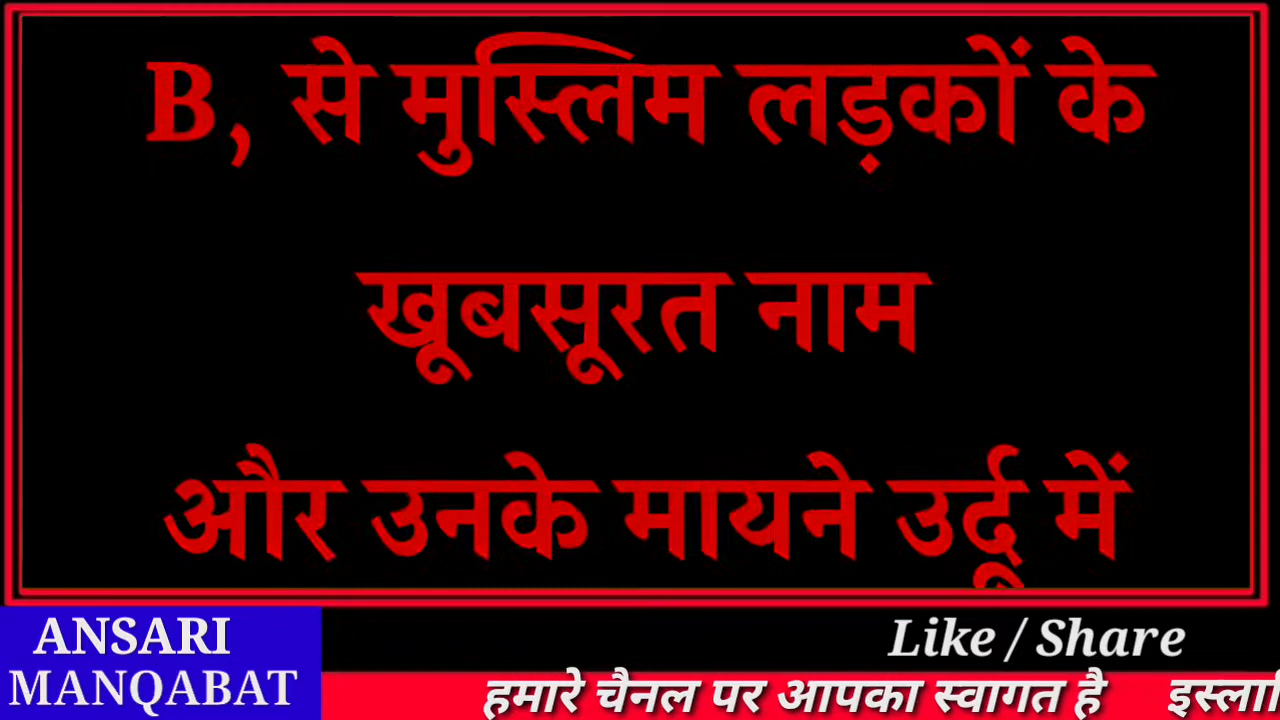 B, से मुस्लिम लड़कों के
खूबसूरत नाम
और उनके मायने उर्दू में
ANSARI
MANQABAT
Like / Share
हमारे चैनल पर आपका स्वागत है